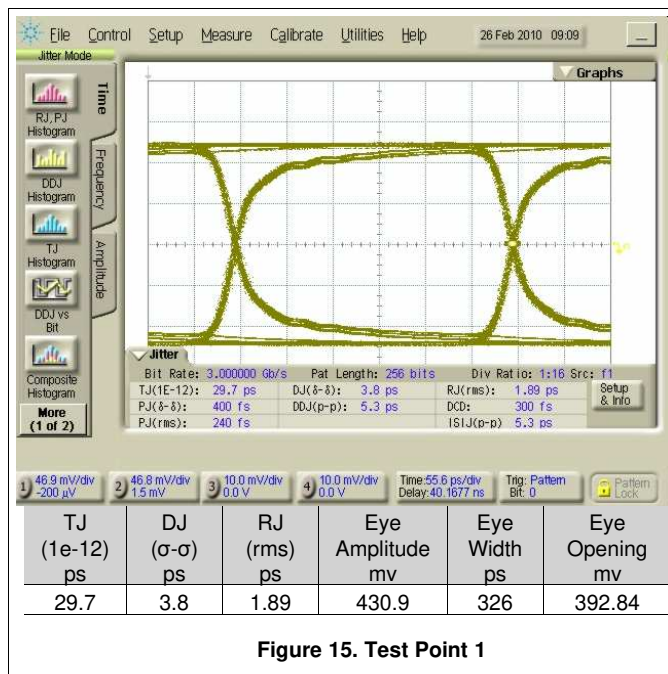 File Control Setup Measure Calibrate Utilities Help 26 Feb 2010 09:09
Jitter Mode
Graphs
RJ, PJ
Histogram
DDJ
Histogram
TJ
Histogram
DDJ vs
Bit
Composite
Histogram
More
(1 of 2)
Time
Frequency
Amplitude
Jitter
Bit Rate: 3.000000 Gb/s Pat Length: 256 bits Div Ratio: 1:16 Src: f1
TJ(1E-12): 29.7 ps DJ(δ-δ): 3.8 ps RJ(rms): 1.89 ps
PJ(δ-δ): 400 fs DDJ(p-p): 5.3 ps DCD: 300 fs
PJ(rms): 240 fs ISIJ(p-p) 5.3 ps
Setup
& Info
1) 46.9 mV/div
-200 µV
2) 46.8 mV/div
1.5 mV
3) 10.0 mV/div
0.0 V
4) 10.0 mV/div
0.0 V
Time:55.6 ps/div
Delay:40.1677 ns
Trig: Pattern
Bit: 0
Pattern
Lock
TJ DJ RJ Eye Eye Eye
(1e-12) (σ-σ) (rms) Amplitude Width Opening
ps ps ps mv ps mv
29.7 3.8 1.89 430.9 326 392.84
Figure 15. Test Point 1